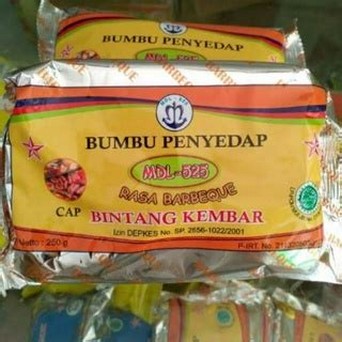 BUMBU PENYEDAP
BUMBU PENYEDAP
MDL-525
RASA BARBEQUE
CAP
BINTANG KEMBAR
Izin DEPKES No. SP. 2656-1022/2001
Netto : 250 g
P-IRT. No.